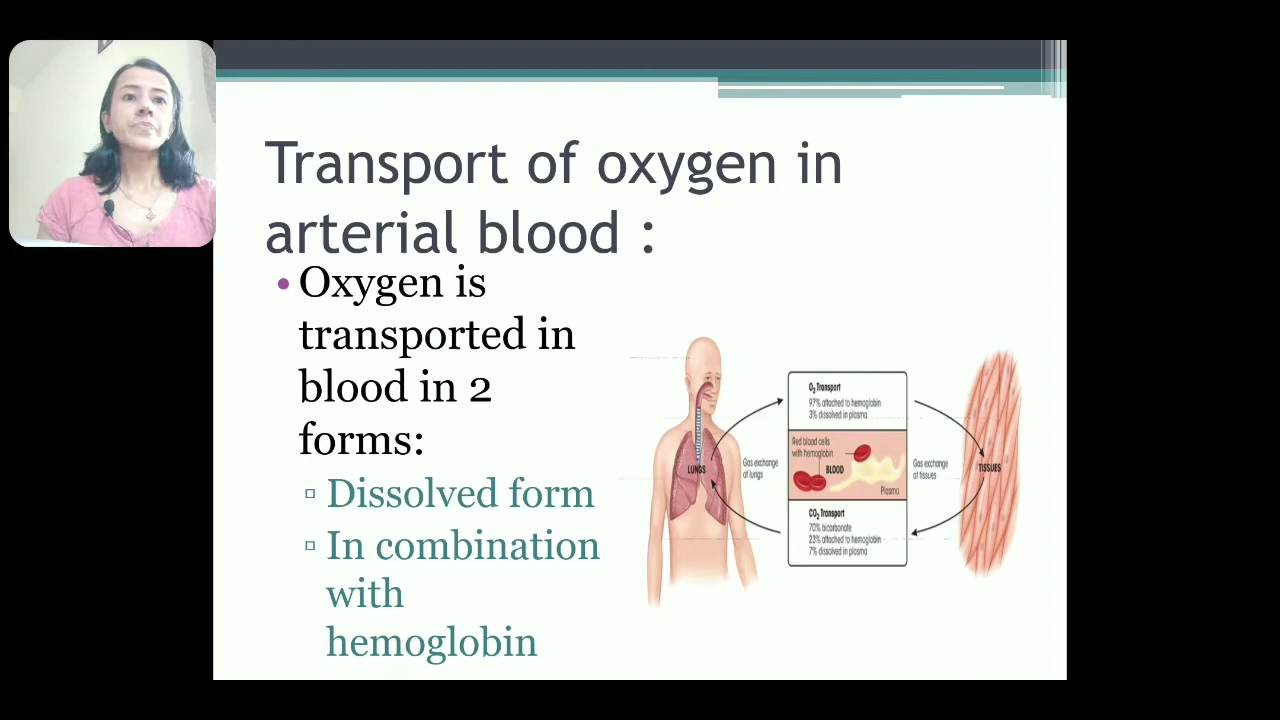 Transport of oxygen in
arterial blood :
• Oxygen is
transported in
blood in 2
forms:
▫ Dissolved form
▫ In combination
with
hemoglobin
LUNGS
Gas exchange
at lungs
O₂ Transport
97% attached to hemoglobin
3% dissolved in plasma
Red blood cells
with hemoglobin
BLOOD
Plasma
CO₂ Transport
70% bicarbonate
23% attached to hemoglobin
7% dissolved in plasma
Gas exchange
at tissues
TISSUES